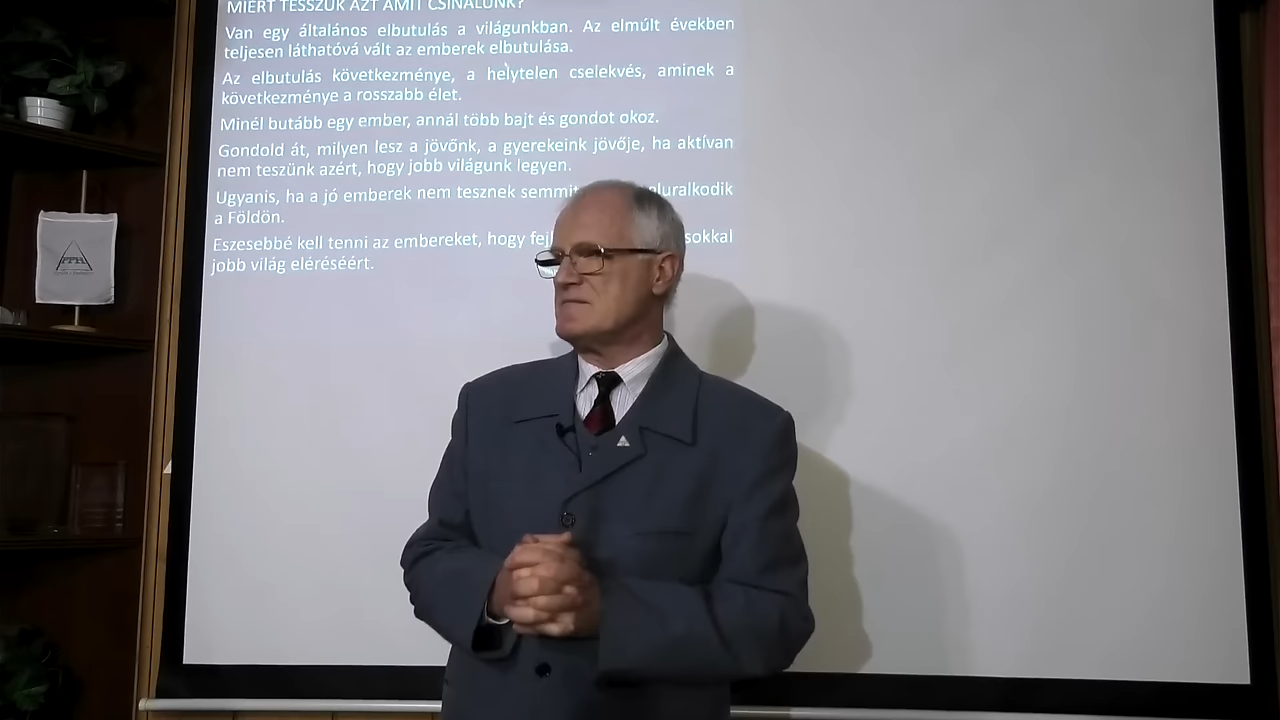 MIÉRT TESSZÜK AZT AMIT CSINÁLUNK?
Van egy általános elbutulás a világunkban. Az elmúlt években
teljesen láthatóvá vált az emberek elbutulása.
Az elbutulás következménye, a helytelen cselekvés, aminek a
következménye a rosszabb élet.
Minél butább egy ember, annál több bajt és gondot okoz.
Gondold át, milyen lesz a jövőnk, a gyerekeink jövője, ha aktívan
nem teszünk azért, hogy jobb világunk legyen.
Ugyanis, ha a jó emberek nem tesznek semmit
a Földön.
Eszesebbé kell tenni az embereket, hogy sokkal
jobb világ eléréséért.